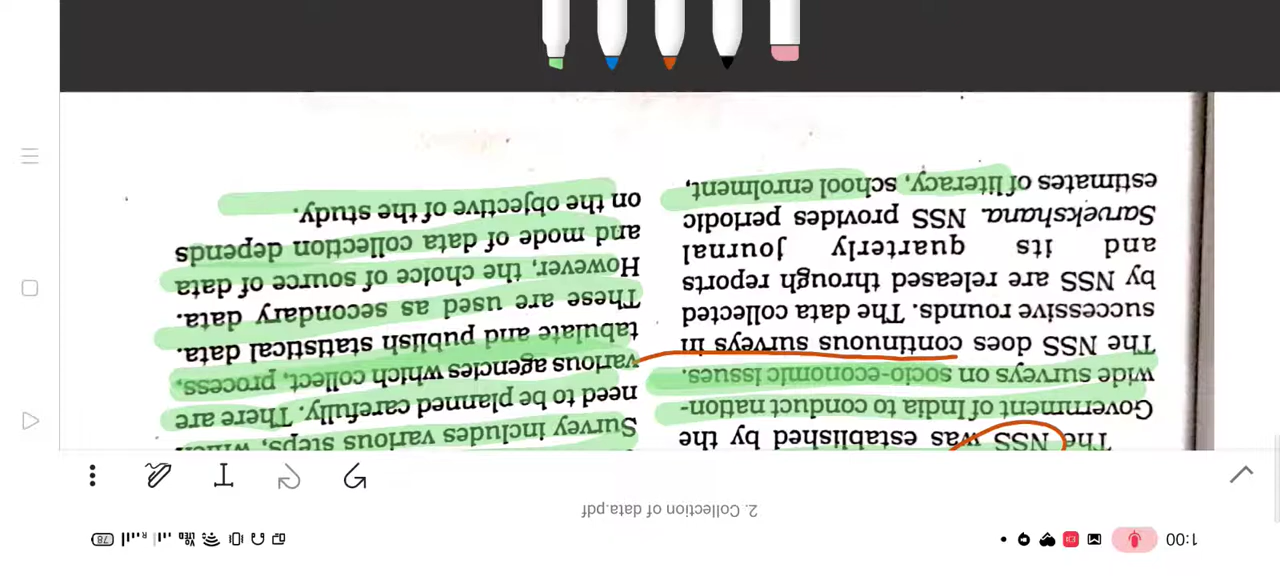 1:00
78
2. Collection of data.pdf
The NSS was established by the
Government of India to conduct nation-
wide surveys on socio-economic issues.
The NSS does continuous surveys in
successive rounds. The data collected
by NSS are released through reports
and its quarterly journal
Sarvekshana. NSS provides periodic
estimates of literacy, school enrolment,
Survey includes various steps, which
need to be planned carefully. There are
various agencies which collect, process,
tabulate and publish statistical data.
These are used as secondary data.
However, the choice of source of data
and mode of data collection depends
on the objective of the study.